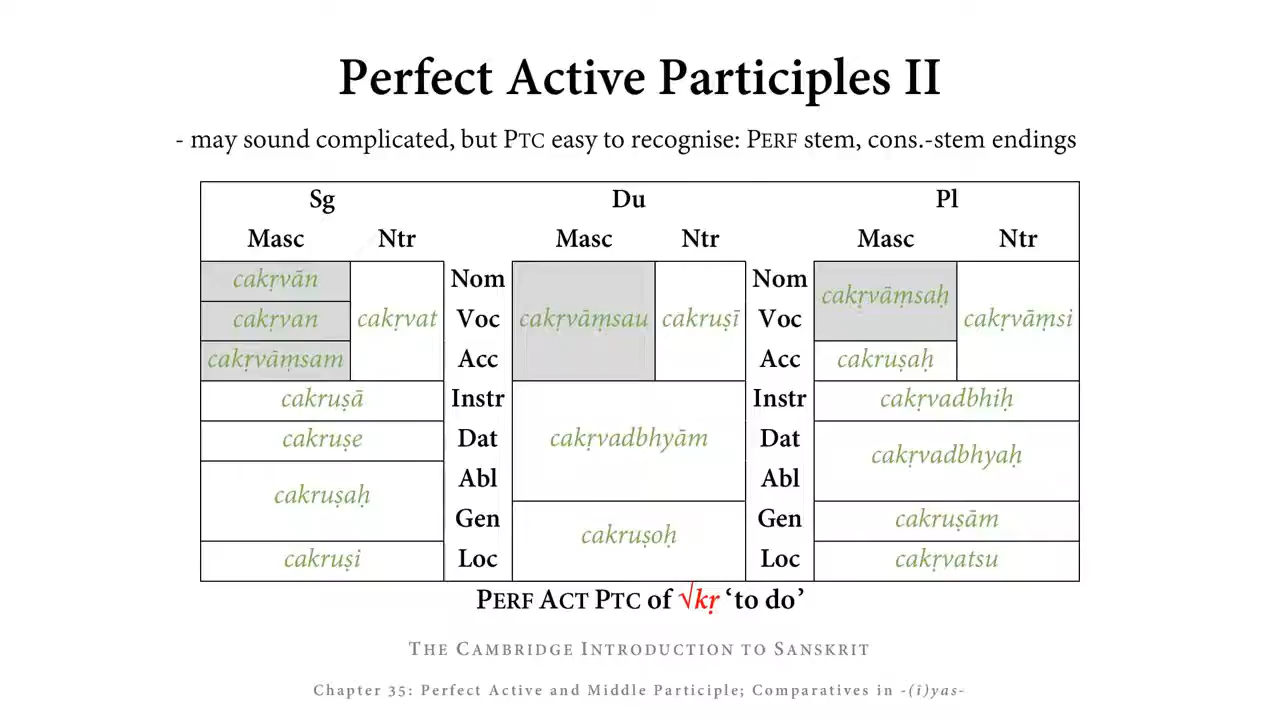 Perfect Active Participles II
- may sound complicated, but PTC easy to recognise: PERF stem, cons.-stem endings
Sg Du Pl
Masc Ntr Masc Ntr Masc Ntr
cakṛvān Nom Nom cakṛvāṃsaḥ
cakṛvan cakṛvat Voc cakṛvāṃsau cakruṣī Voc cakṛvāṃsi
cakṛvāṃsam Acc Acc cakruṣaḥ
cakruṣā Instr Instr cakṛvadbhiḥ
cakruṣe Dat cakṛvadbhyām Dat cakṛvadbhyaḥ
cakruṣaḥ Abl Abl
Gen cakruṣoḥ Gen cakruṣām
cakruṣi Loc Loc cakṛvatsu
PERF ACT PTC of √kṛ ‘to do’
THE CAMBRIDGE INTRODUCTION TO SANSKRIT
Chapter 35: Perfect Active and Middle Participle; Comparatives in -(ī)yas-